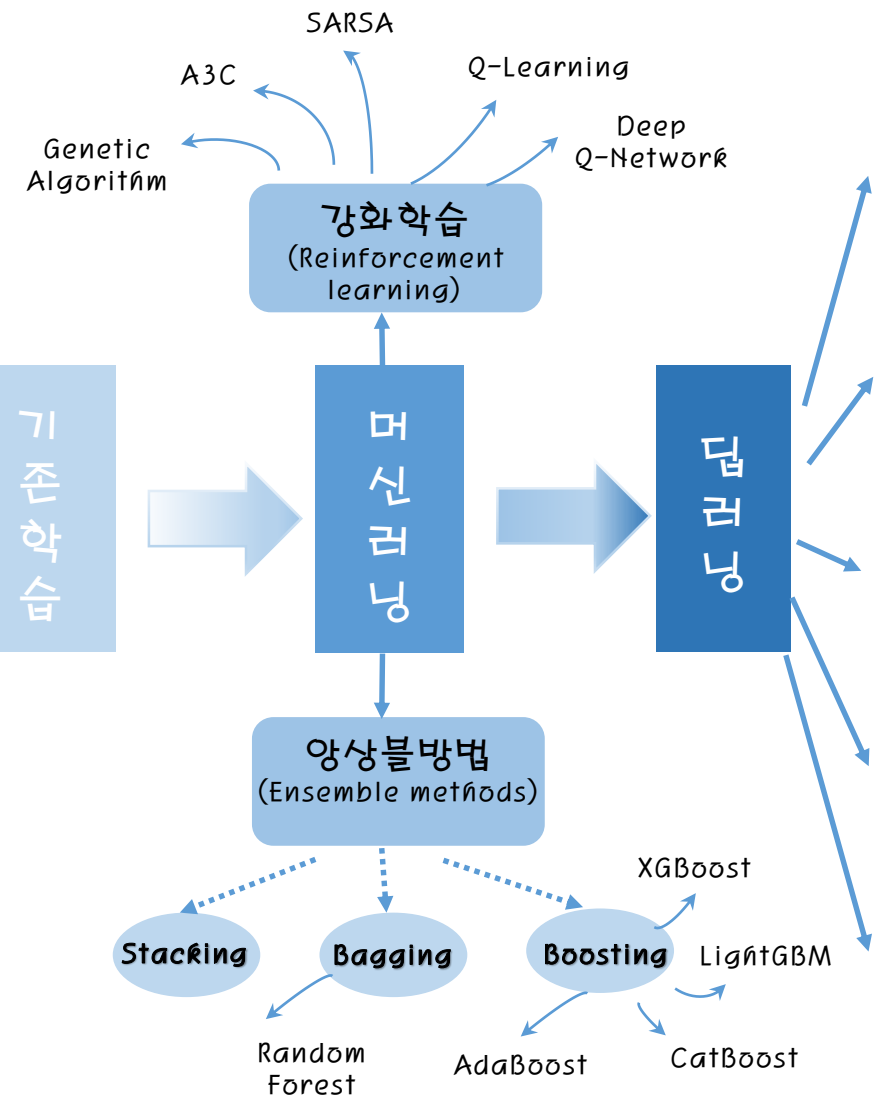 SARSA
A3C
Q-Learning
Genetic
Algorithm
Deep
Q-Network
강화학습
(Reinforcement
learning)
기존학습
머신러닝
딥러닝
앙상블방법
(Ensemble methods)
XGBoost
Stacking
Bagging
Boosting
LightGBM
Random
Forest
AdaBoost
CatBoost